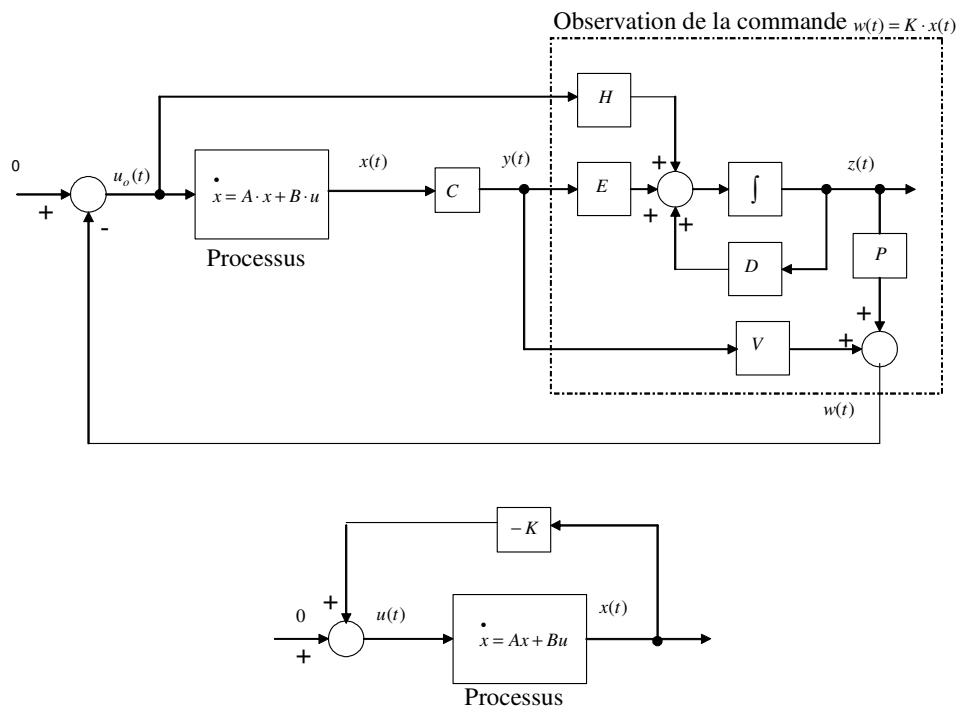 Observation de la commande w(t) = K · x(t)
H
0
u_o(t)
x(t)
y(t)
z(t)
+
-
ẋ = A · x + B · u
Processus
C
E
+
+
+
∫
D
P
V
+
+
w(t)
− K
+
0
+
u(t)
x(t)
ẋ = Ax + Bu
Processus